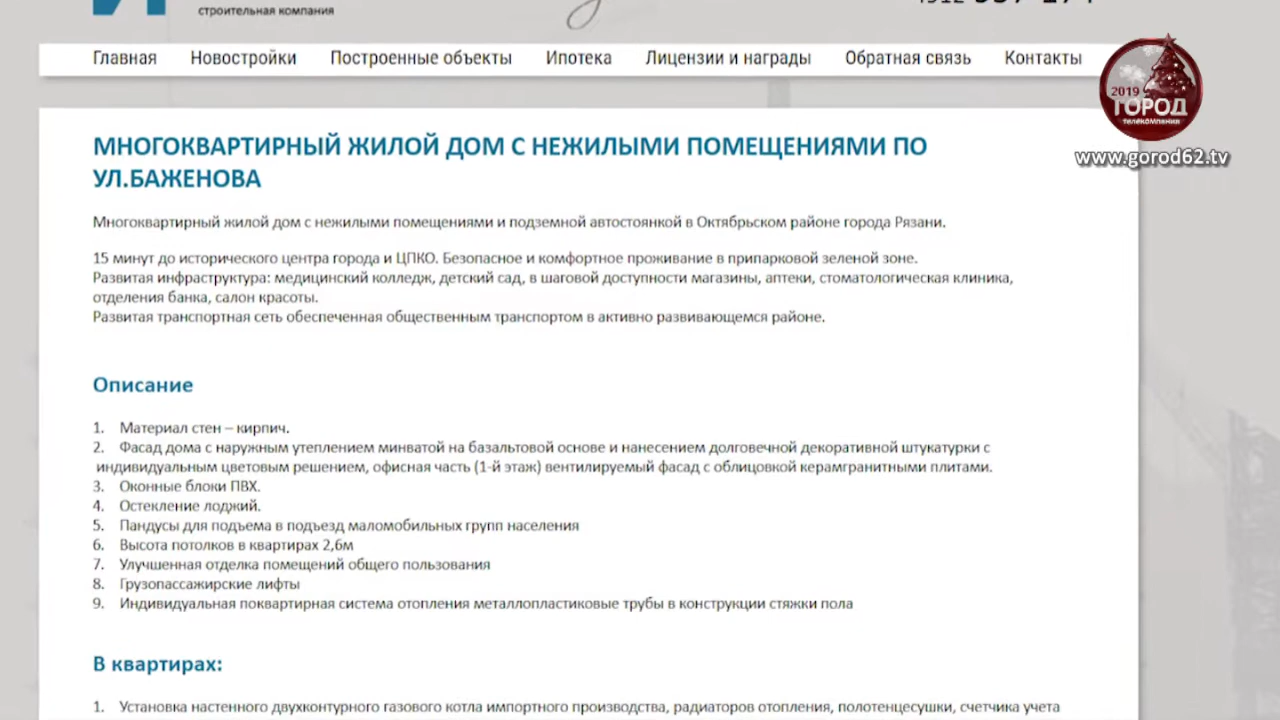 строительная компания
Главная Новостройки Построенные объекты Ипотека Лицензии и награды Обратная связь Контакты
2019
ГОРОД
телекомпания
www.gorod62.tv
МНОГОКВАРТИРНЫЙ ЖИЛОЙ ДОМ С НЕЖИЛЫМИ ПОМЕЩЕНИЯМИ ПО
УЛ.БАЖЕНОВА
Многоквартирный жилой дом с нежилыми помещениями и подземной автостоянкой в Октябрьском районе города Рязани.
15 минут до исторического центра города и ЦПКО. Безопасное и комфортное проживание в припарковой зеленой зоне.
Развитая инфраструктура: медицинский колледж, детский сад, в шаговой доступности магазины, аптеки, стоматологическая клиника,
отделения банка, салон красоты.
Развитая транспортная сеть обеспеченная общественным транспортом в активно развивающемся районе.
Описание
1. Материал стен – кирпич.
2. Фасад дома с наружным утеплением минватой на базальтовой основе и нанесением долговечной декоративной штукатурки с
индивидуальным цветовым решением, офисная часть (1-й этаж) вентилируемый фасад с облицовкой керамгранитными плитами.
3. Оконные блоки ПВХ.
4. Остекление лоджий.
5. Пандусы для подъема в подъезд маломобильных групп населения
6. Высота потолков в квартирах 2,6м
7. Улучшенная отделка помещений общего пользования
8. Грузопассажирские лифты
9. Индивидуальная поквартирная система отопления металлопластиковые трубы в конструкции стяжки пола
В квартирах:
1. Установка настенного двухконтурного газового котла импортного производства, радиаторов отопления, полотенцесушки, счетчика учета